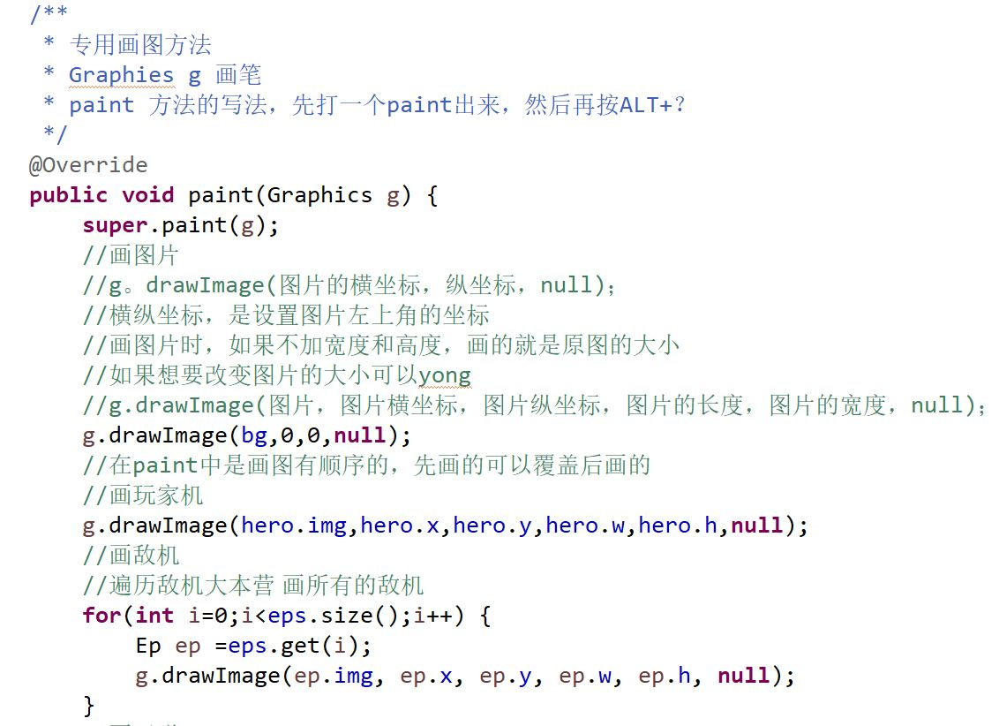 /**
* 专用画图方法
* Graphies g 画笔
* paint 方法的写法，先打一个paint出来，然后再按ALT+？
*/
@Override
public void paint(Graphics g) {
super.paint(g);
//画图片
//g。drawImage(图片的横坐标，纵坐标，null)；
//横纵坐标，是设置图片左上角的坐标
//画图片时，如果不加宽度和高度，画的就是原图的大小
//如果想要改变图片的大小可以yong
//g.drawImage(图片，图片横坐标，图片纵坐标，图片的长度，图片的宽度，null)；
g.drawImage(bg,0,0,null);
//在paint中是画图有顺序的，先画的可以覆盖后画的
//画玩家机
g.drawImage(hero.img,hero.x,hero.y,hero.w,hero.h,null);
//画敌机
//遍历敌机大本营 画所有的敌机
for(int i=0;i<eps.size();i++) {
Ep ep =eps.get(i);
g.drawImage(ep.img, ep.x, ep.y, ep.w, ep.h, null);
}